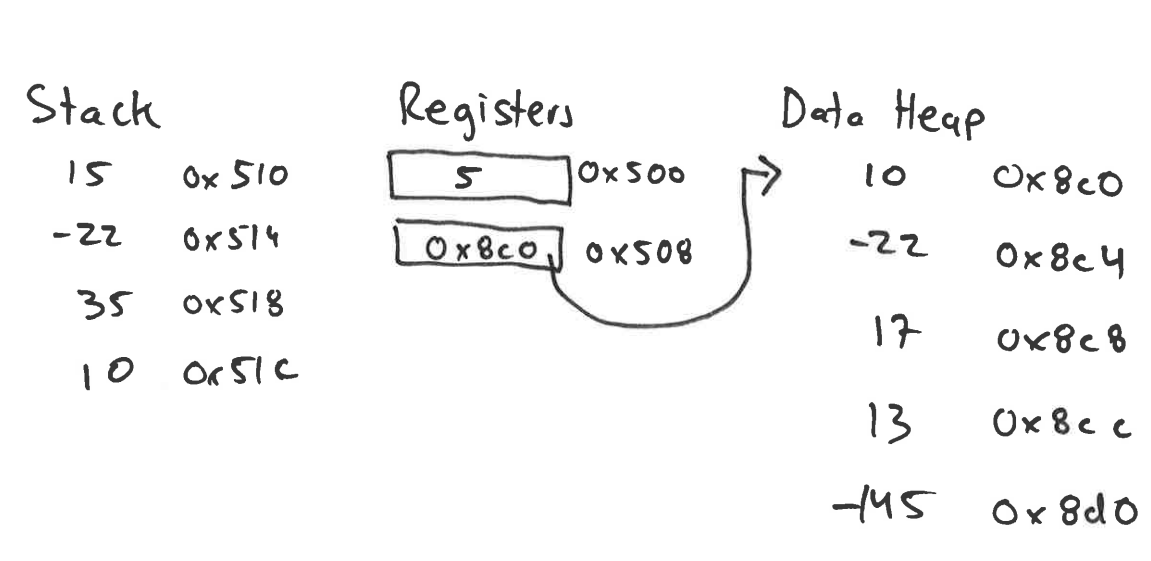 Stack Registers Data Heap
15 0x510 5 0x500 10 0x8c0
-22 0x514 0x8c0 0x508 -22 0x8c4
35 0x518 17 0x8c8
10 0x51c 13 0x8cc
-145 0x8d0